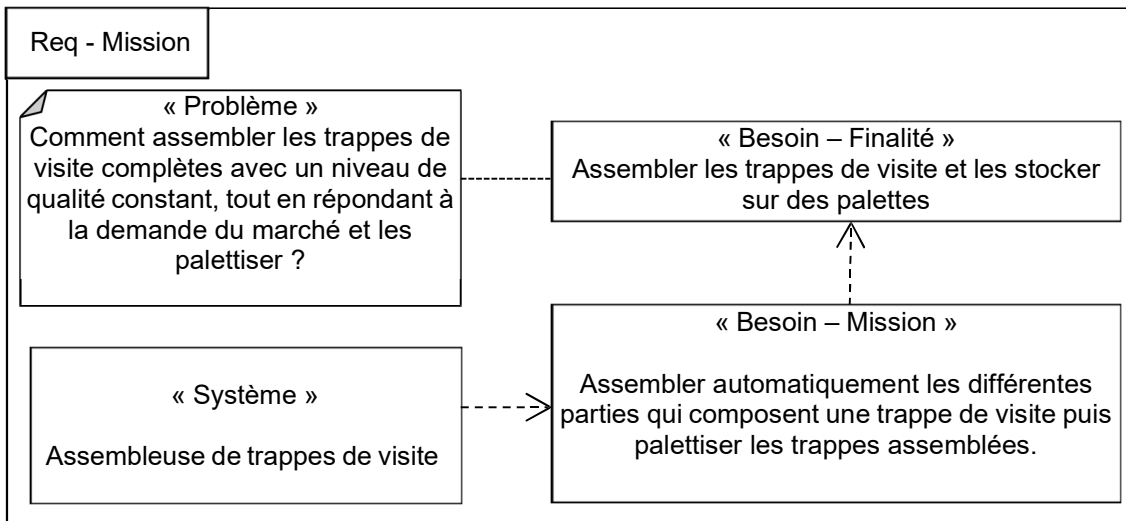 Req - Mission
« Problème »
Comment assembler les trappes de
visite complètes avec un niveau de
qualité constant, tout en répondant à
la demande du marché et les
palettiser ?
« Besoin – Finalité »
Assembler les trappes de visite et les stocker
sur des palettes
« Système »
Assembleuse de trappes de visite
« Besoin – Mission »
Assembler automatiquement les différentes
parties qui composent une trappe de visite puis
palettiser les trappes assemblées.